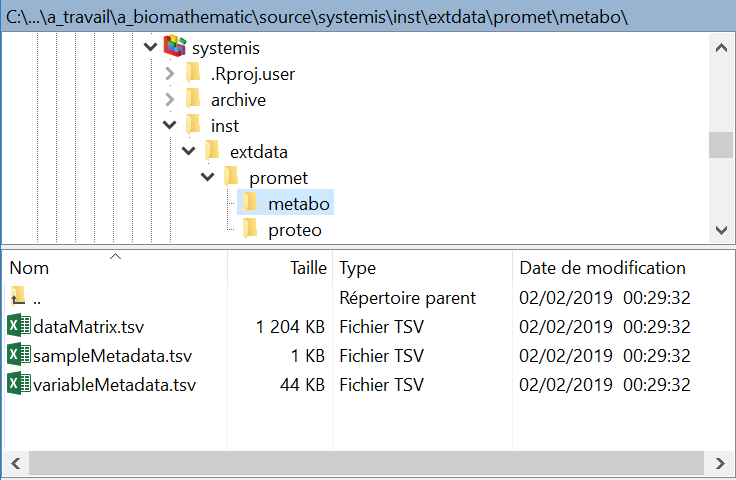 C:\...\a_travail\a_biomathematic\source\systemis\inst\extdata\promet\metabo\
systemis
.Rproj.user
archive
inst
extdata
promet
metabo
proteo
Nom Taille Type Date de modification
.. Répertoire parent 02/02/2019 00:29:32
dataMatrix.tsv 1 204 KB Fichier TSV 02/02/2019 00:29:32
sampleMetadata.tsv 1 KB Fichier TSV 02/02/2019 00:29:32
variableMetadata.tsv 44 KB Fichier TSV 02/02/2019 00:29:32